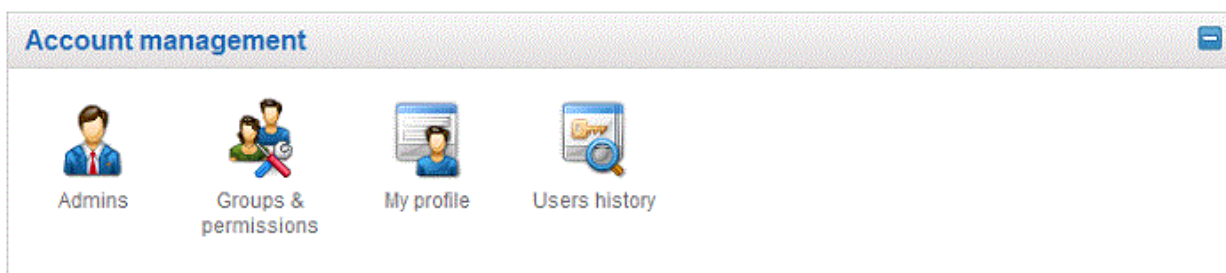 Account management
Admins
Groups &
permissions
My profile
Users history